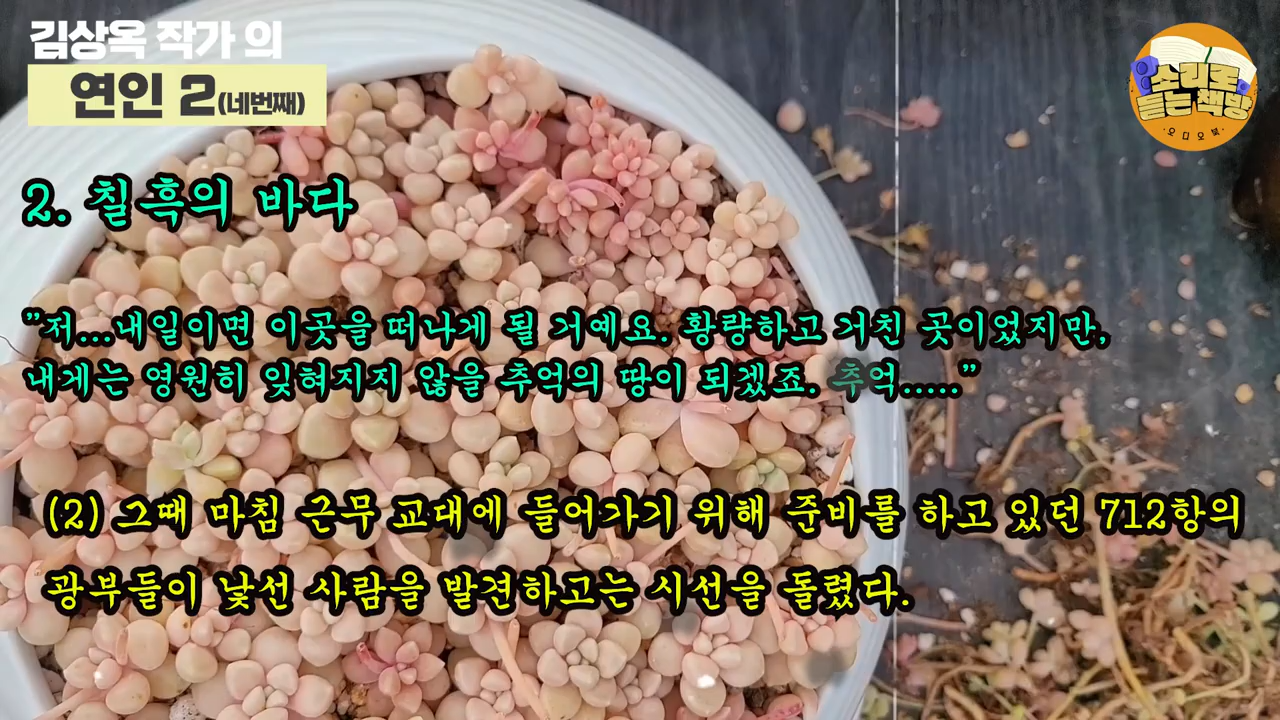 김상옥 작가 의
연인 2(네번째)
소리로
듣는 책방
·오디오북·
2. 칠흑의 바다
"저...내일이면 이곳을 떠나게 될 거예요. 황량하고 거친 곳이었지만,
내게는 영원히 잊혀지지 않을 추억의 땅이 되겠죠. 추억....."
(2) 그때 마침 근무 교대에 들어가기 위해 준비를 하고 있던 712항의
광부들이 낯선 사람을 발견하고는 시선을 돌렸다.